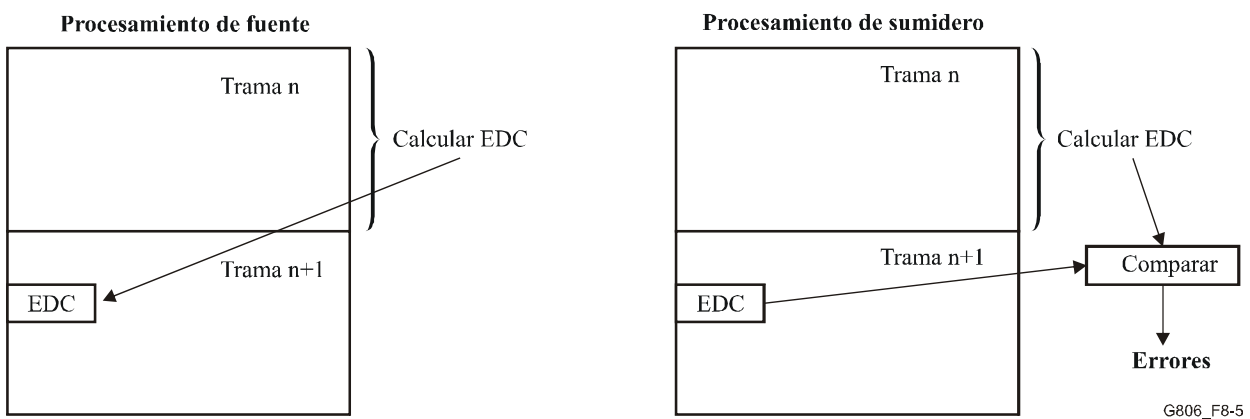 Procesamiento de fuente
Trama n
Calcular EDC
Trama n+1
EDC
Procesamiento de sumidero
Trama n
Calcular EDC
Trama n+1
Comparar
EDC
Errores
G806_F8-5